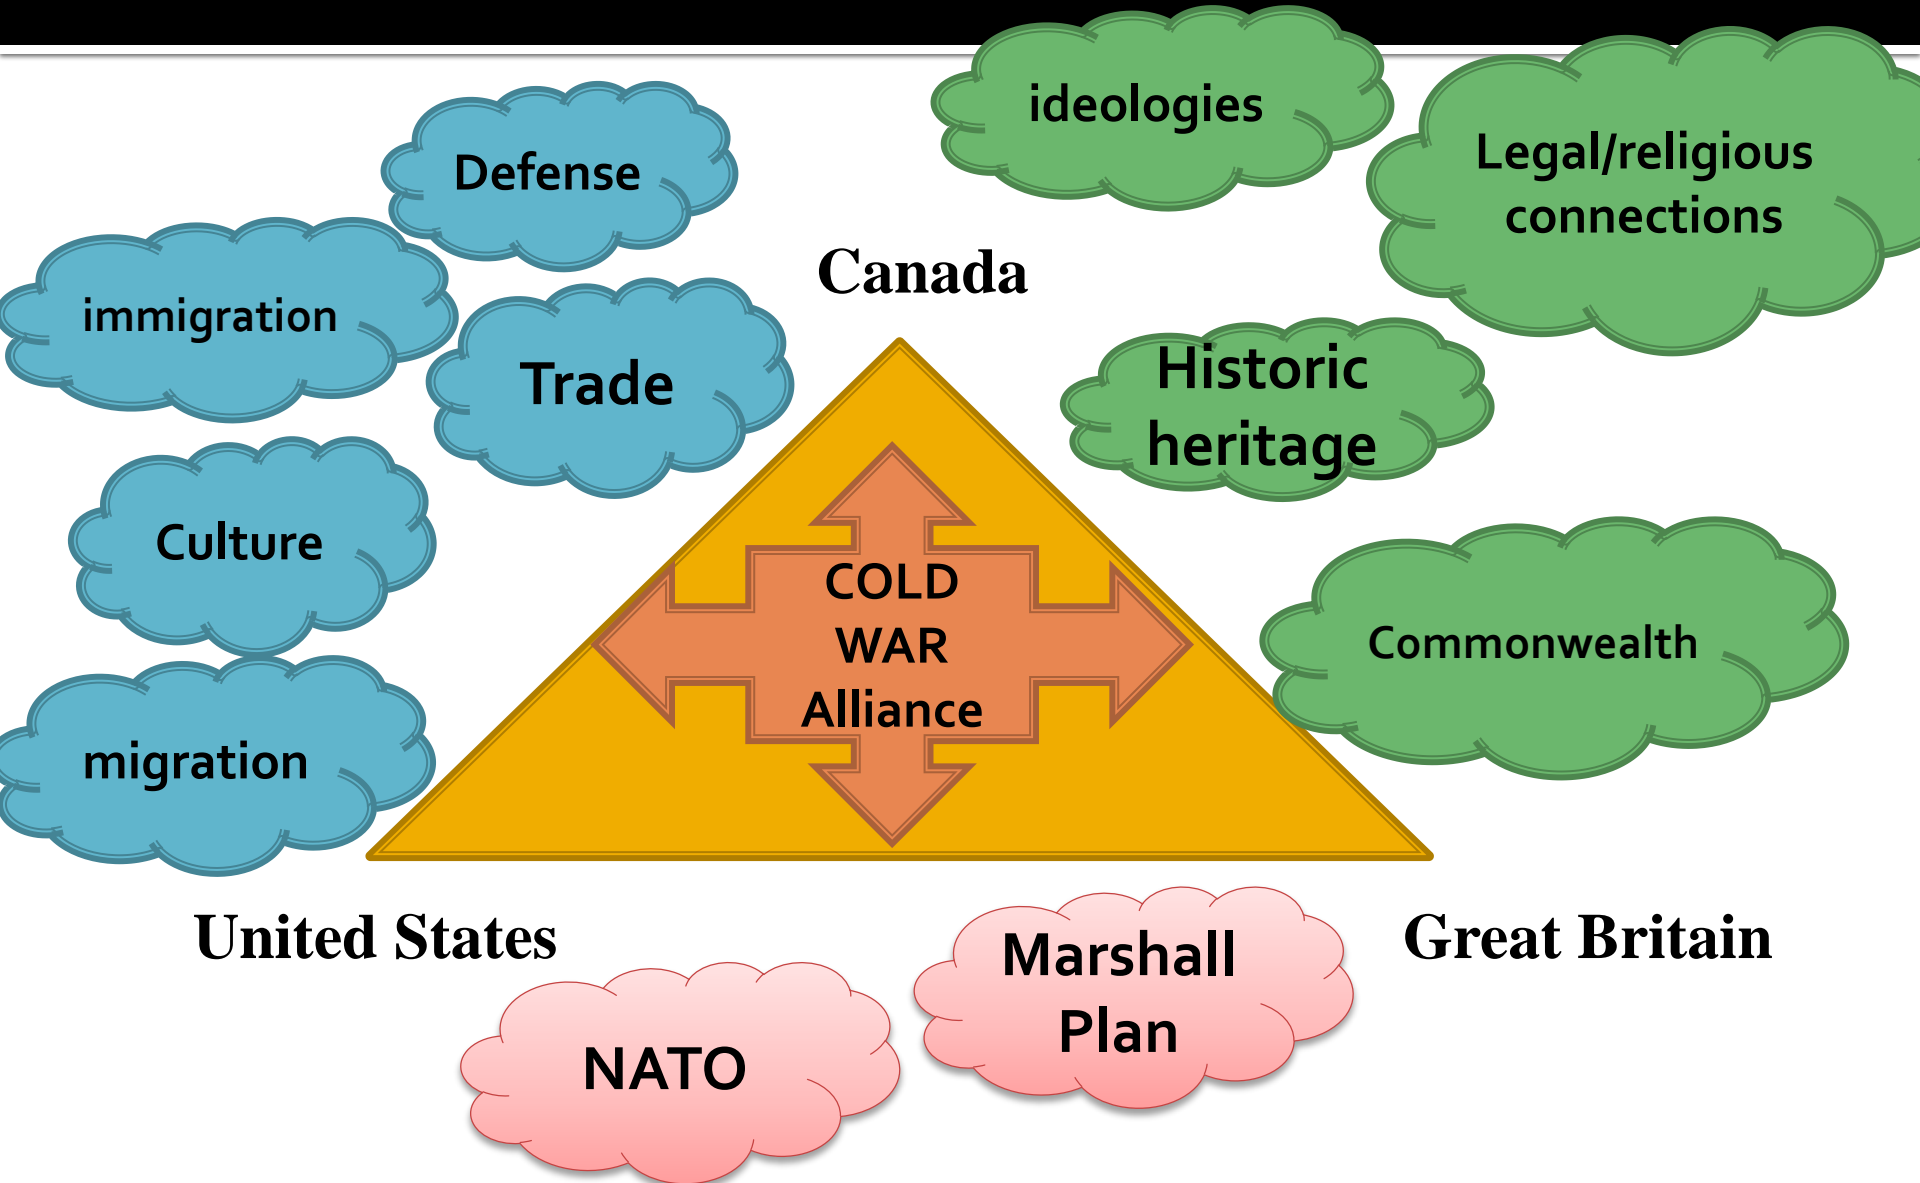 ideologies
Legal/religious
connections
Defense
Canada
immigration
Trade
Historic
heritage
Culture
COLD
WAR
Alliance
Commonwealth
migration
United States
Great Britain
Marshall
Plan
NATO